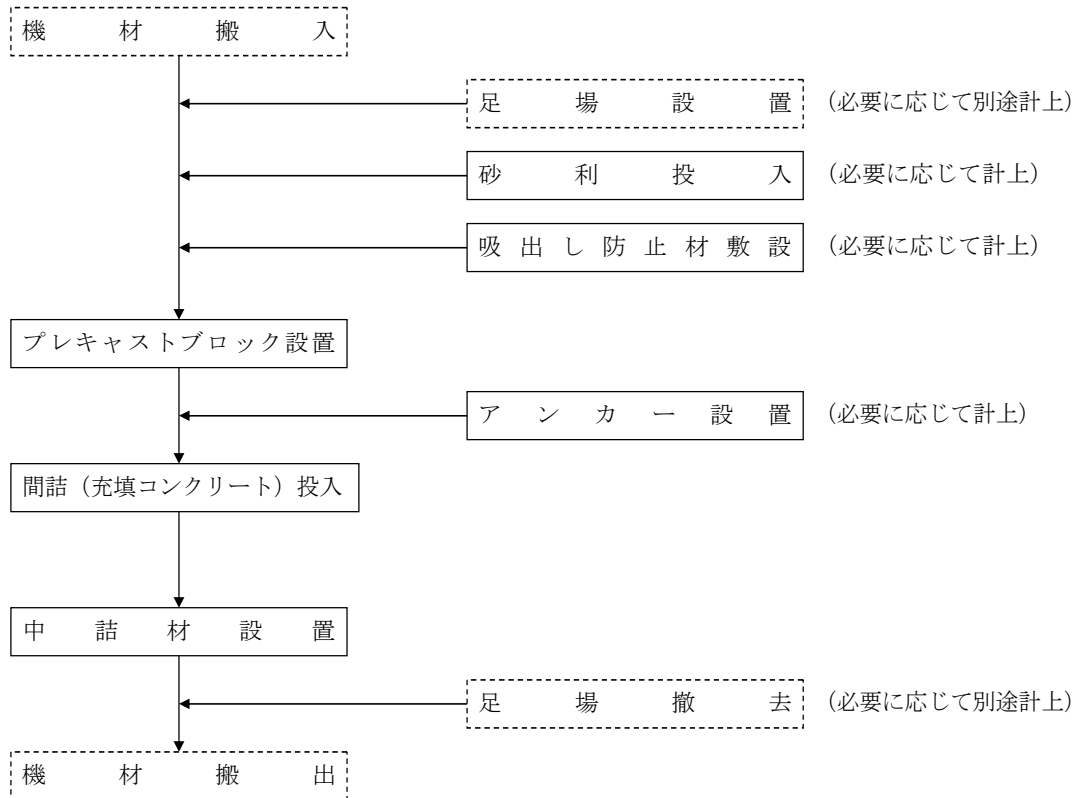 機材搬入
足場設置 （必要に応じて別途計上）
砂利投入 （必要に応じて計上）
吸出し防止材敷設 （必要に応じて計上）
プレキャストブロック設置
アンカー設置 （必要に応じて計上）
間詰（充填コンクリート）投入
中詰材設置
足場撤去 （必要に応じて別途計上）
機材搬出